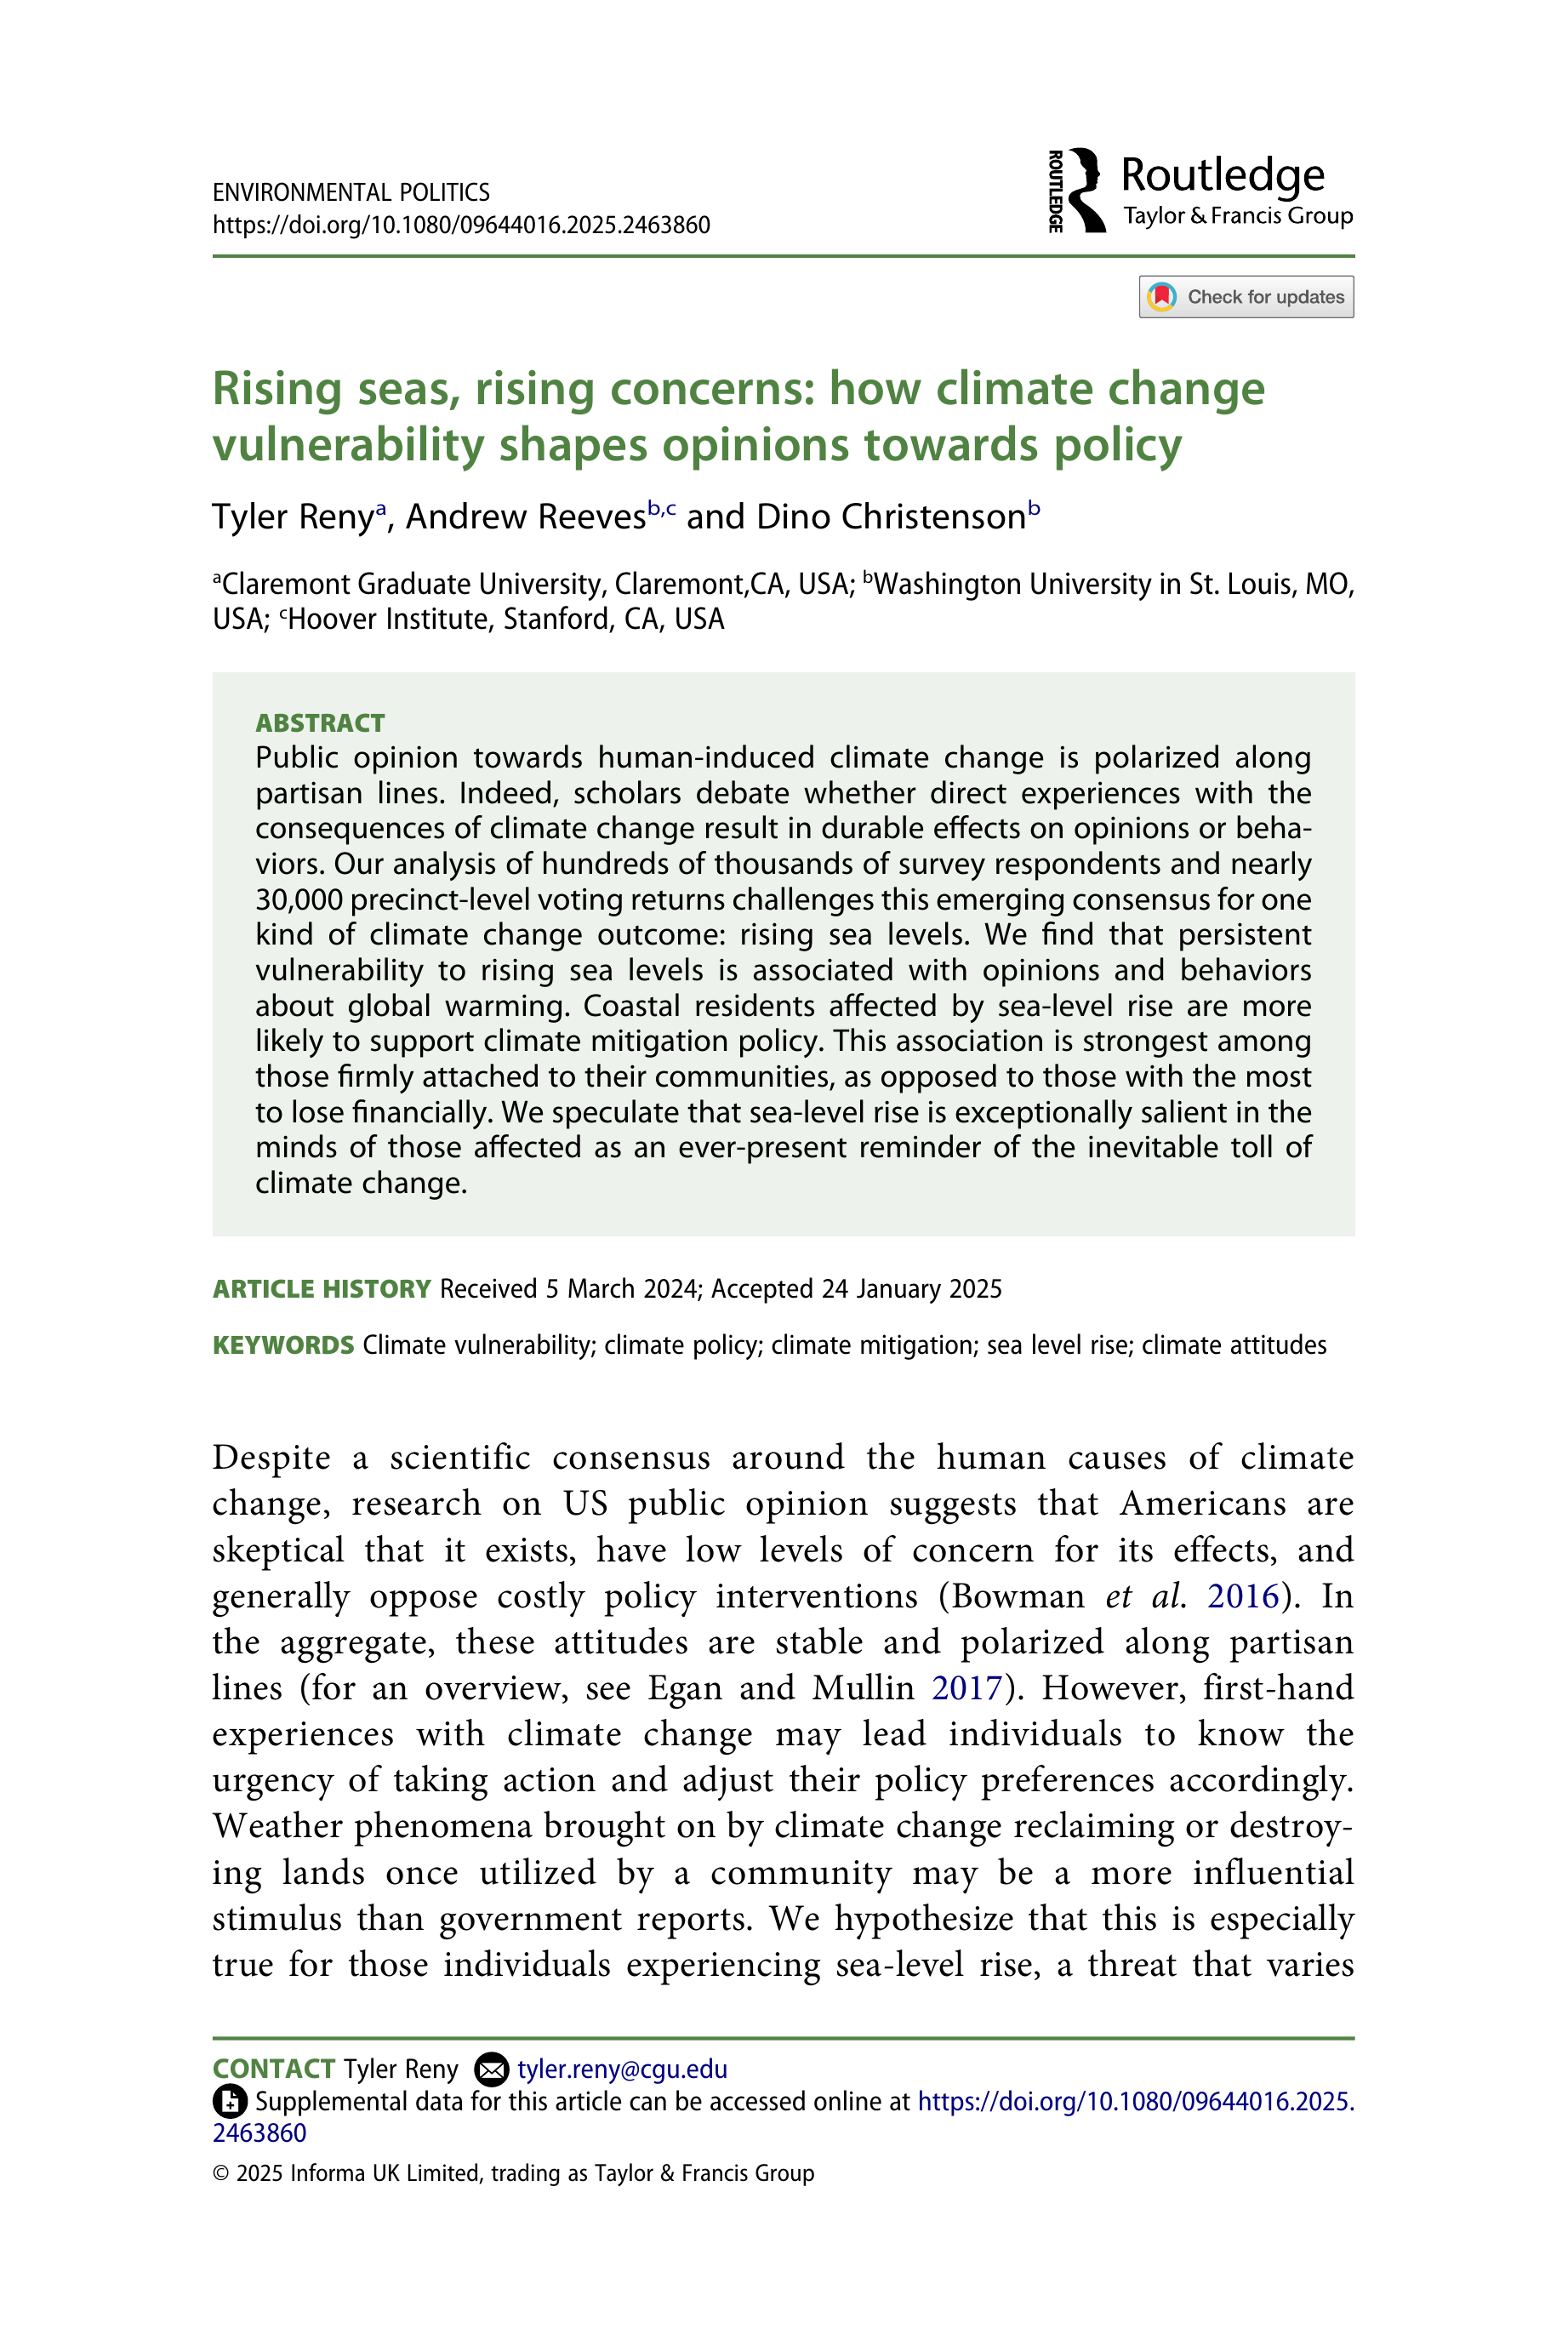 ENVIRONMENTAL POLITICS
https://doi.org/10.1080/09644016.2025.2463860
ROUTLEDGE
Routledge
Taylor & Francis Group
Check for updates
Rising seas, rising concerns: how climate change
vulnerability shapes opinions towards policy
Tyler Renyᵃ, Andrew Reevesᵇ,ᶜ and Dino Christensonᵇ
ᵃClaremont Graduate University, Claremont,CA, USA; ᵇWashington University in St. Louis, MO,
USA; ᶜHoover Institute, Stanford, CA, USA
ABSTRACT
Public opinion towards human-induced climate change is polarized along
partisan lines. Indeed, scholars debate whether direct experiences with the
consequences of climate change result in durable effects on opinions or beha-
viors. Our analysis of hundreds of thousands of survey respondents and nearly
30,000 precinct-level voting returns challenges this emerging consensus for one
kind of climate change outcome: rising sea levels. We find that persistent
vulnerability to rising sea levels is associated with opinions and behaviors
about global warming. Coastal residents affected by sea-level rise are more
likely to support climate mitigation policy. This association is strongest among
those firmly attached to their communities, as opposed to those with the most
to lose financially. We speculate that sea-level rise is exceptionally salient in the
minds of those affected as an ever-present reminder of the inevitable toll of
climate change.
ARTICLE HISTORY Received 5 March 2024; Accepted 24 January 2025
KEYWORDS Climate vulnerability; climate policy; climate mitigation; sea level rise; climate attitudes
Despite a scientific consensus around the human causes of climate
change, research on US public opinion suggests that Americans are
skeptical that it exists, have low levels of concern for its effects, and
generally oppose costly policy interventions (Bowman et al. 2016). In
the aggregate, these attitudes are stable and polarized along partisan
lines (for an overview, see Egan and Mullin 2017). However, first-hand
experiences with climate change may lead individuals to know the
urgency of taking action and adjust their policy preferences accordingly.
Weather phenomena brought on by climate change reclaiming or destroy-
ing lands once utilized by a community may be a more influential
stimulus than government reports. We hypothesize that this is especially
true for those individuals experiencing sea-level rise, a threat that varies
CONTACT Tyler Reny tyler.reny@cgu.edu
Supplemental data for this article can be accessed online at https://doi.org/10.1080/09644016.2025.
2463860
© 2025 Informa UK Limited, trading as Taylor & Francis Group